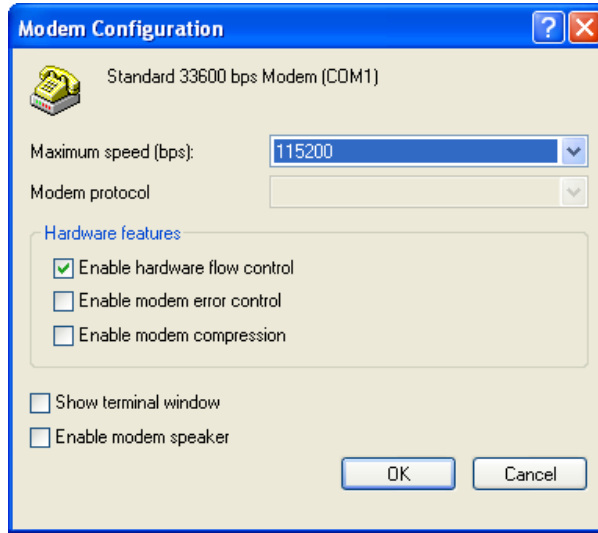 Modem Configuration
Standard 33600 bps Modem (COM1)
Maximum speed (bps): 115200
Modem protocol
Hardware features
Enable hardware flow control
Enable modem error control
Enable modem compression
Show terminal window
Enable modem speaker
OK Cancel